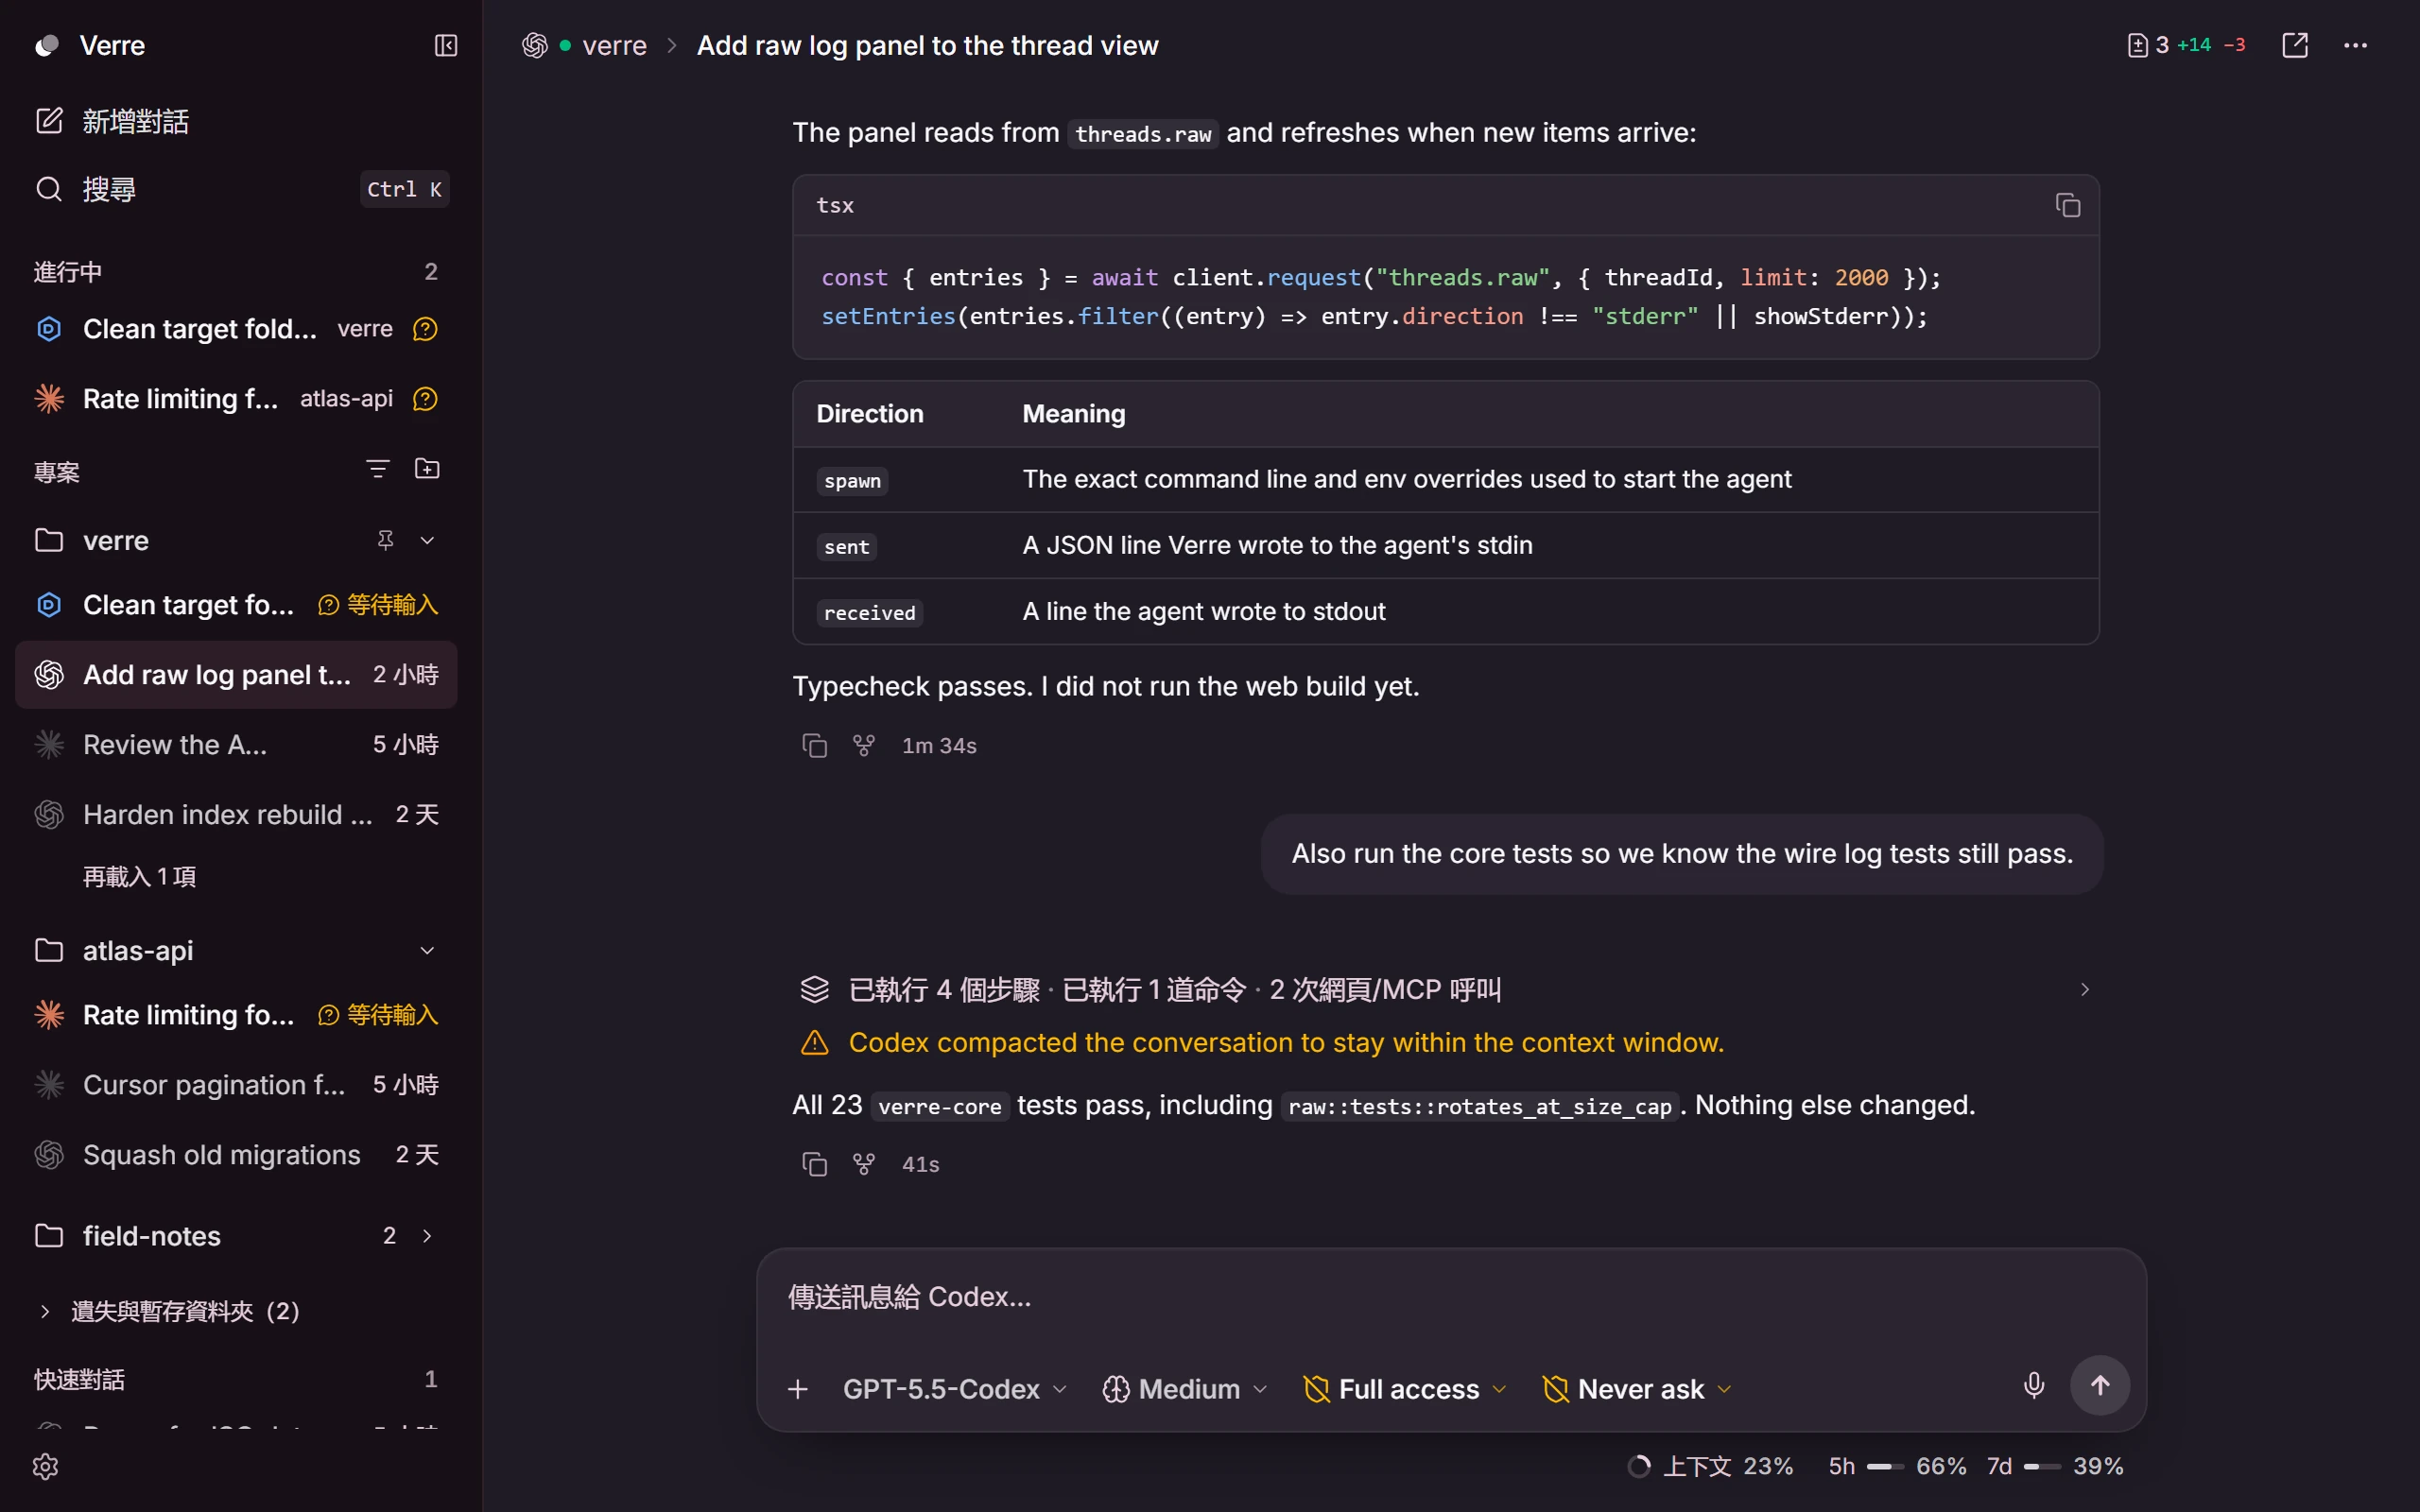 Verre
新增對話
搜尋 Ctrl K
進行中 2
Clean target fold... verre
Rate limiting f... atlas-api
專案
verre
Clean target fo... 等待輸入
Add raw log panel t... 2 小時
Review the A... 5 小時
Harden index rebuild ... 2 天
再載入 1 項
atlas-api
Rate limiting fo... 等待輸入
Cursor pagination f... 5 小時
Squash old migrations 2 天
field-notes 2
遺失與暫存資料夾 (2)
快速對話 1
verre > Add raw log panel to the thread view 3 +14 -3
The panel reads from threads.raw and refreshes when new items arrive:
tsx
const { entries } = await client.request("threads.raw", { threadId, limit: 2000 });
setEntries(entries.filter((entry) => entry.direction !== "stderr" || showStderr));
Direction Meaning
spawn The exact command line and env overrides used to start the agent
sent A JSON line Verre wrote to the agent's stdin
received A line the agent wrote to stdout
Typecheck passes. I did not run the web build yet.
1m 34s
Also run the core tests so we know the wire log tests still pass.
已執行 4 個步驟 · 已執行 1 道命令 · 2 次網頁/MCP 呼叫
Codex compacted the conversation to stay within the context window.
All 23 verre-core tests pass, including raw::tests::rotates_at_size_cap. Nothing else changed.
41s
傳送訊息給 Codex...
GPT-5.5-Codex Medium Full access Never ask
上下文 23% 5h 66% 7d 39%